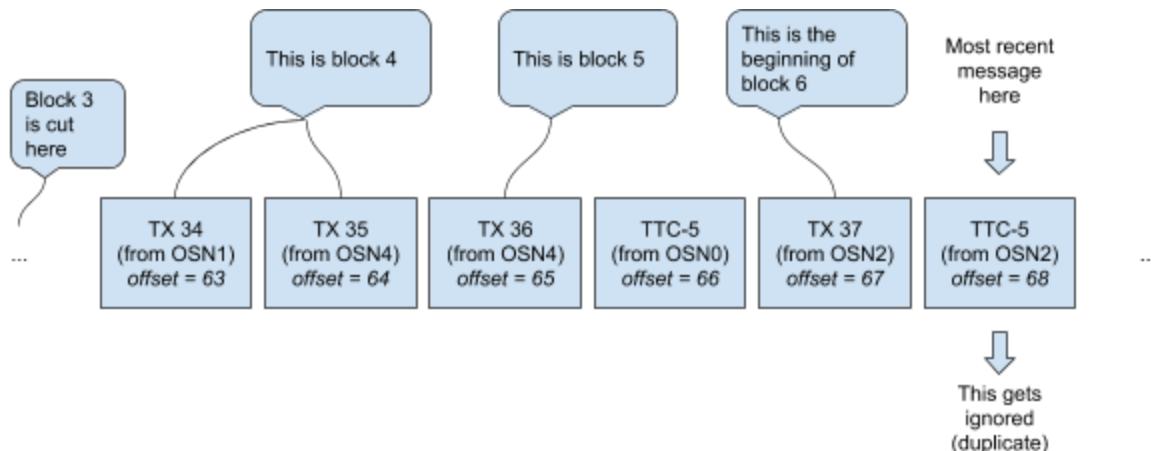 This is block 4
This is block 5
This is the
beginning of
block 6
Most recent
message
here
Block 3
is cut
here
...
TX 34
(from OSN1)
offset = 63
TX 35
(from OSN4)
offset = 64
TX 36
(from OSN4)
offset = 65
TTC-5
(from OSN0)
offset = 66
TX 37
(from OSN2)
offset = 67
TTC-5
(from OSN2)
offset = 68
..
This gets
ignored
(duplicate)